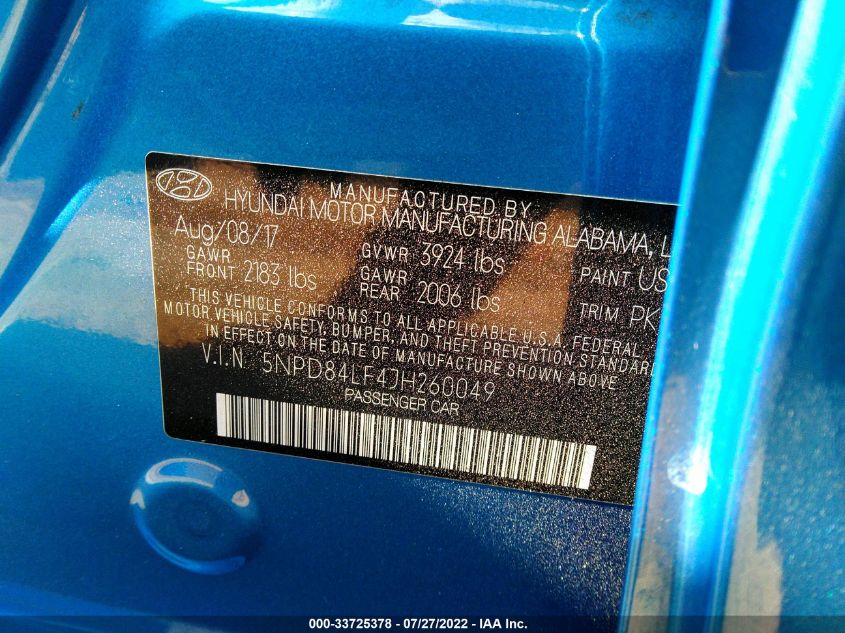 MANUFACTURED BY
HYUNDAI MOTOR MANUFACTURING ALABAMA, L
Aug/08/17 GVWR 3924 lbs PAINT US
GAWR FRONT 2183 lbs GAWR REAR 2006 lbs TRIM PK
THIS VEHICLE CONFORMS TO ALL APPLICABLE U.S.A. FEDERAL
MOTOR VEHICLE SAFETY, BUMPER, AND THEFT PREVENTION STANDARD
IN EFFECT ON THE DATE OF MANUFACTURE SHOWN ABOVE
V.I.N. 5NPD84LF4JH260049
PASSENGER CAR
000-33725378 - 07/27/2022 - IAA Inc.